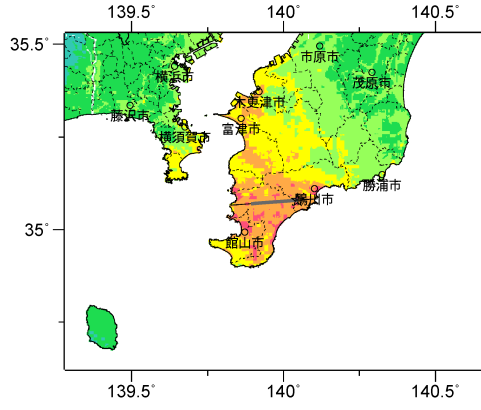 139.5˚ 140˚ 140.5˚
35.5˚
市原市
横浜市
茂原市
木更津市
藤沢市
富津市
横須賀市
勝浦市
鴨川市
35˚
館山市
139.5˚ 140˚ 140.5˚